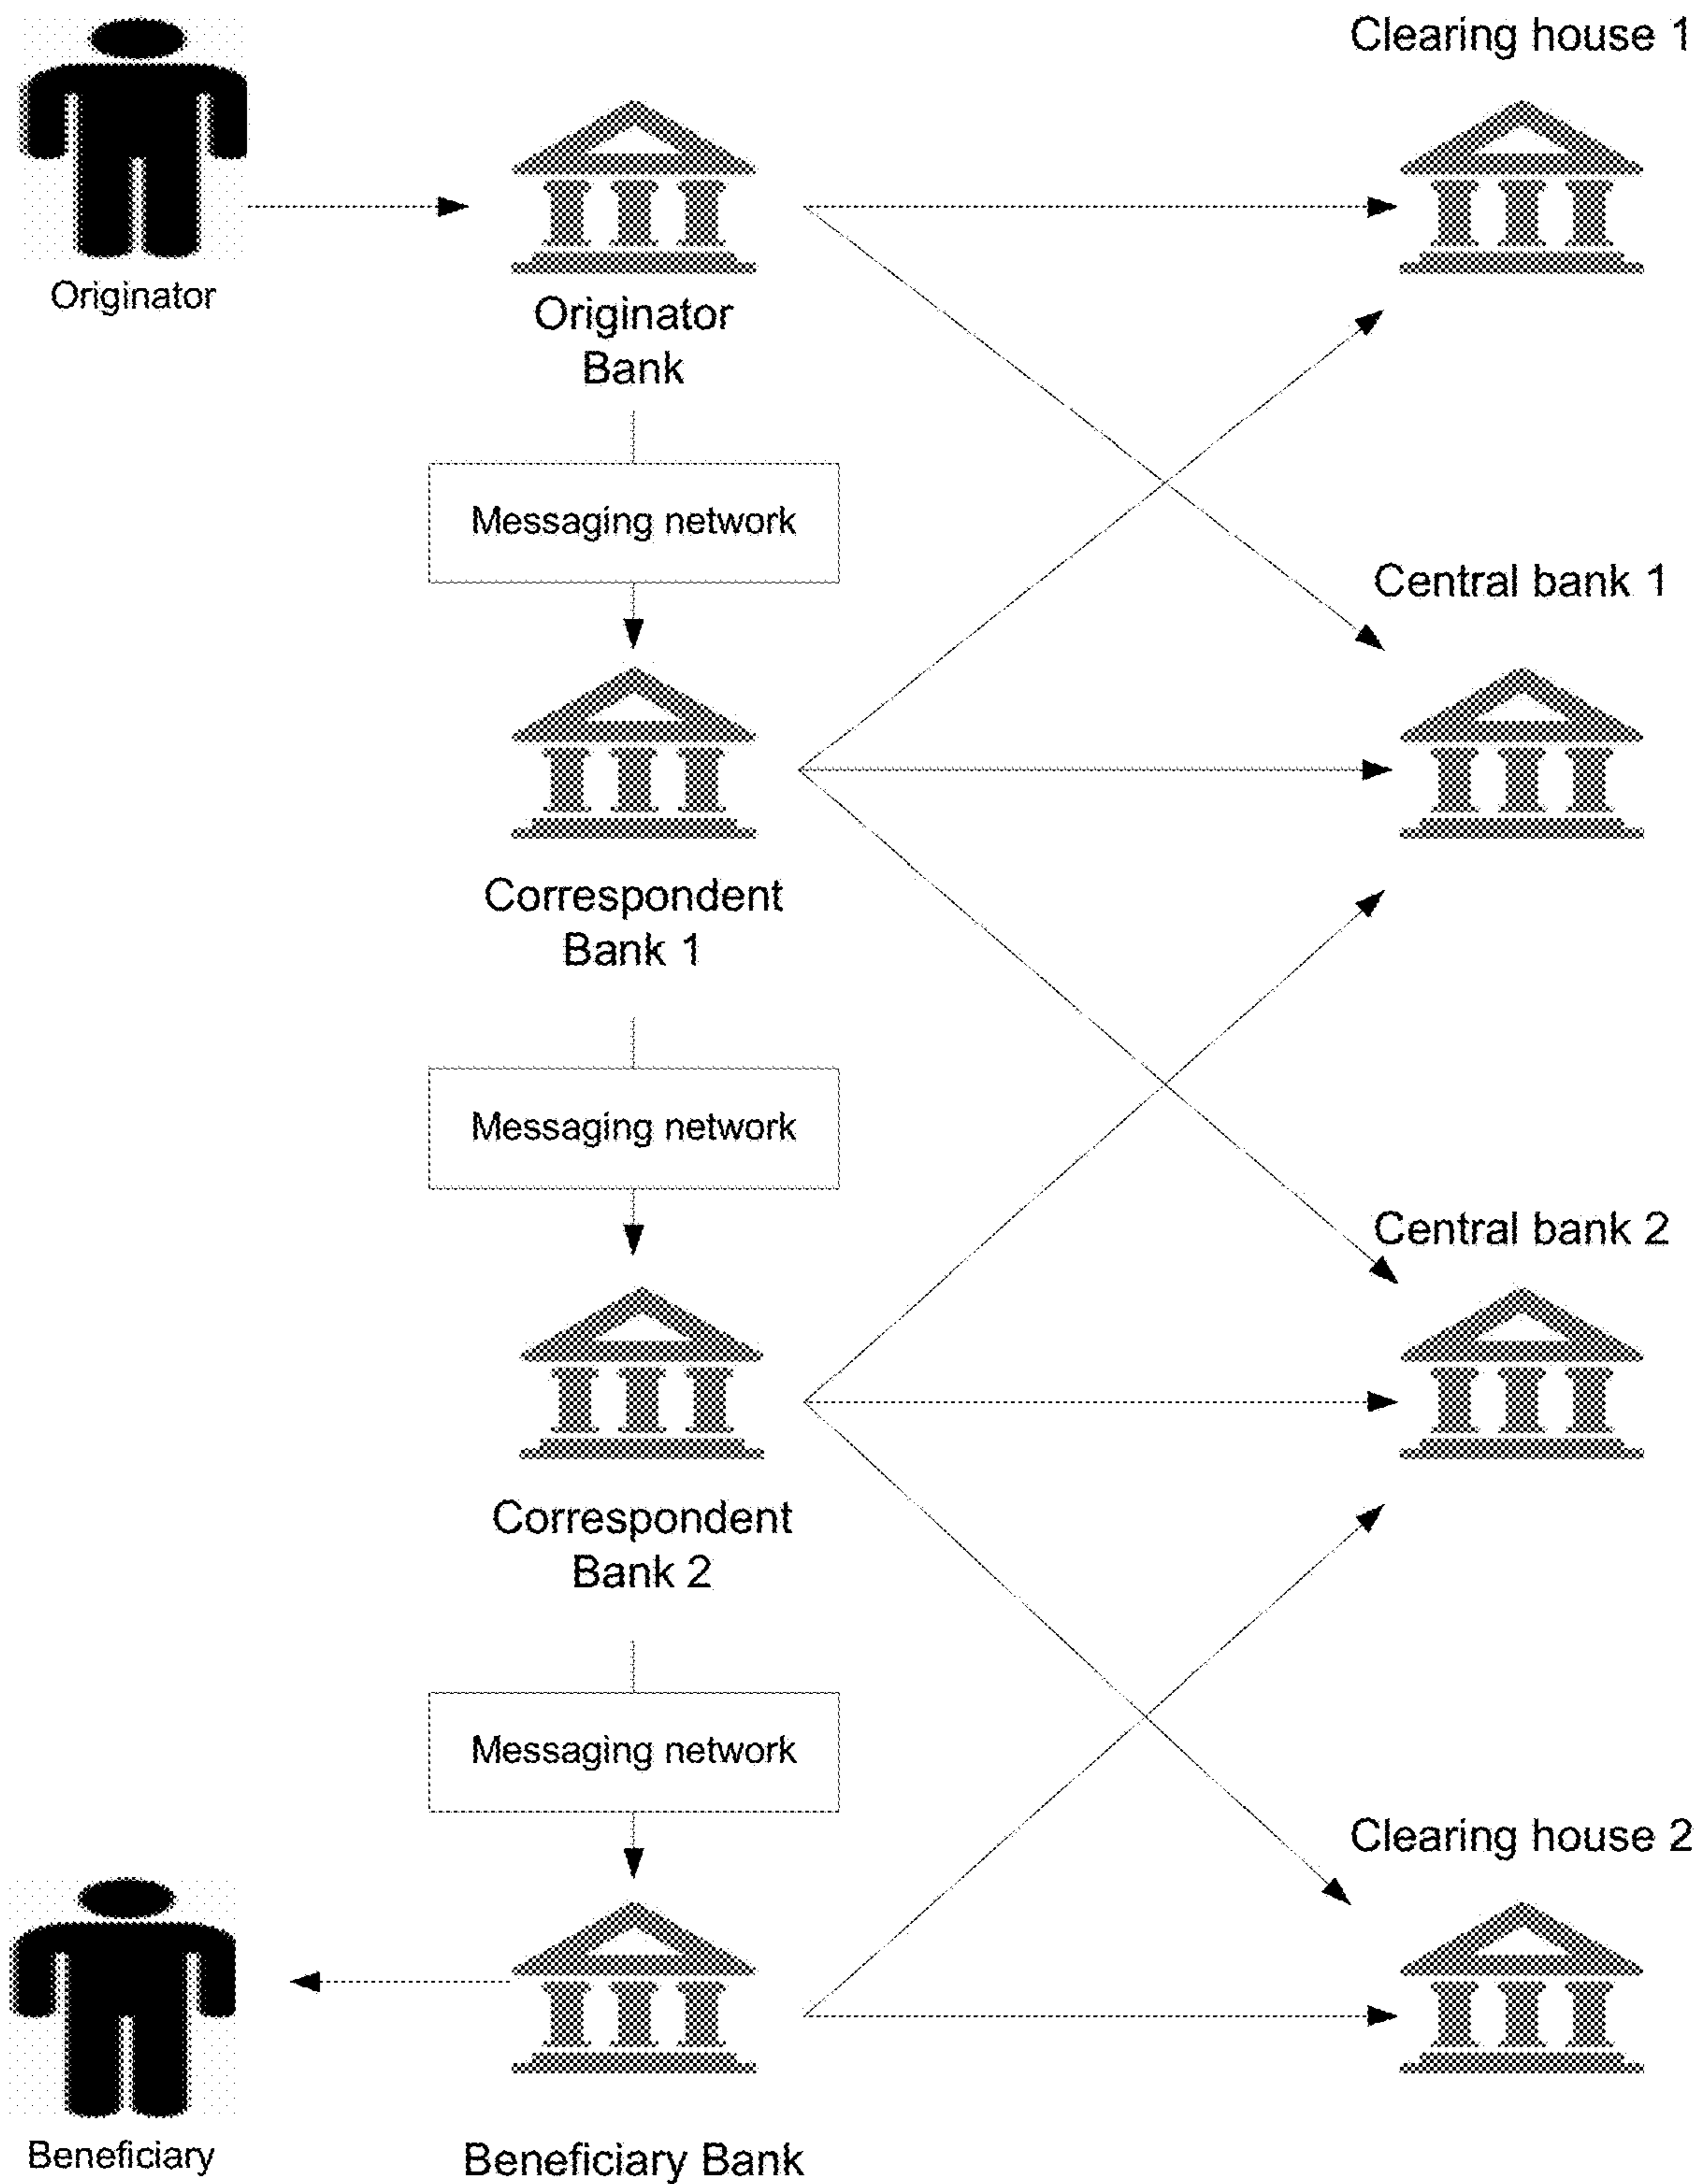 Clearing house 1
Originator
Originator
Bank
Messaging network
Central bank 1
Correspondent
Bank 1
Messaging network
Central bank 2
Correspondent
Bank 2
Messaging network
Clearing house 2
Beneficiary
Beneficiary Bank